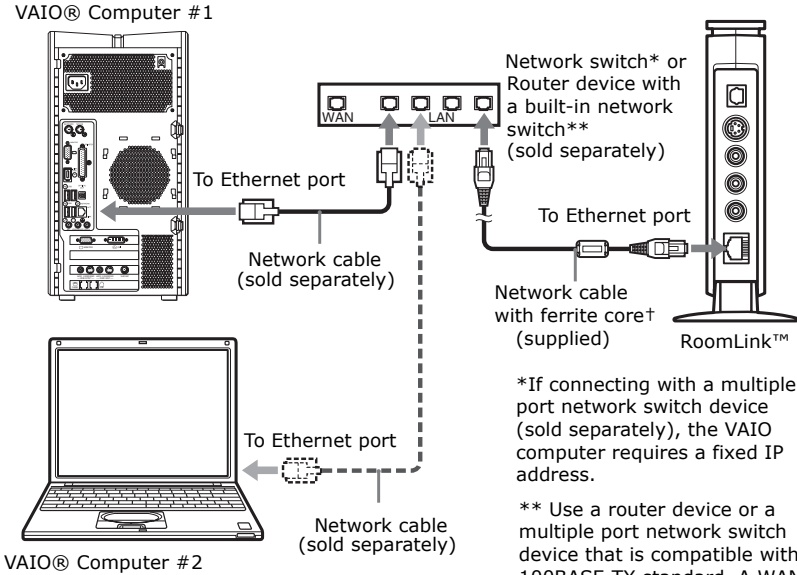 VAIO® Computer #1
Network switch* or
Router device with
a built-in network
switch**
(sold separately)
WAN
LAN
To Ethernet port
To Ethernet port
Network cable
(sold separately)
Network cable
with ferrite core†
(supplied)
RoomLink™
*If connecting with a multiple
port network switch device
(sold separately), the VAIO
computer requires a fixed IP
address.
To Ethernet port
Network cable
(sold separately)
** Use a router device or a
multiple port network switch
device that is compatible with
VAIO® Computer #2